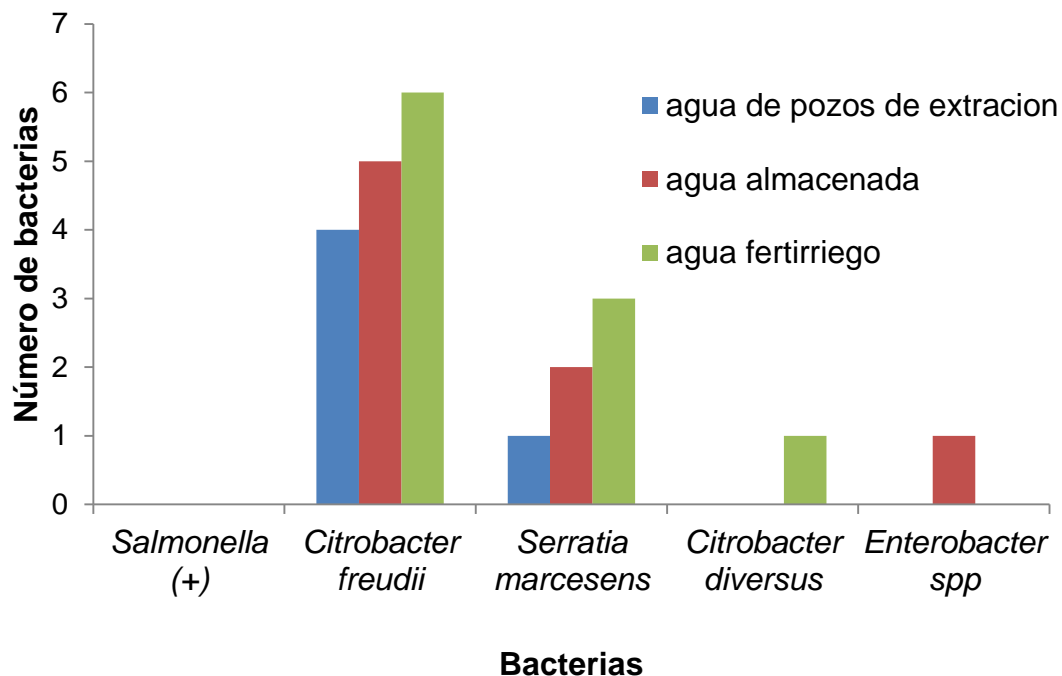 7
6
5
4
3
2
1
0
Número de bacterias
agua de pozos de extracion
agua almacenada
agua fertirriego
Salmonella
(+)
Citrobacter
freudii
Serratia
marcesens
Citrobacter
diversus
Enterobacter
spp
Bacterias